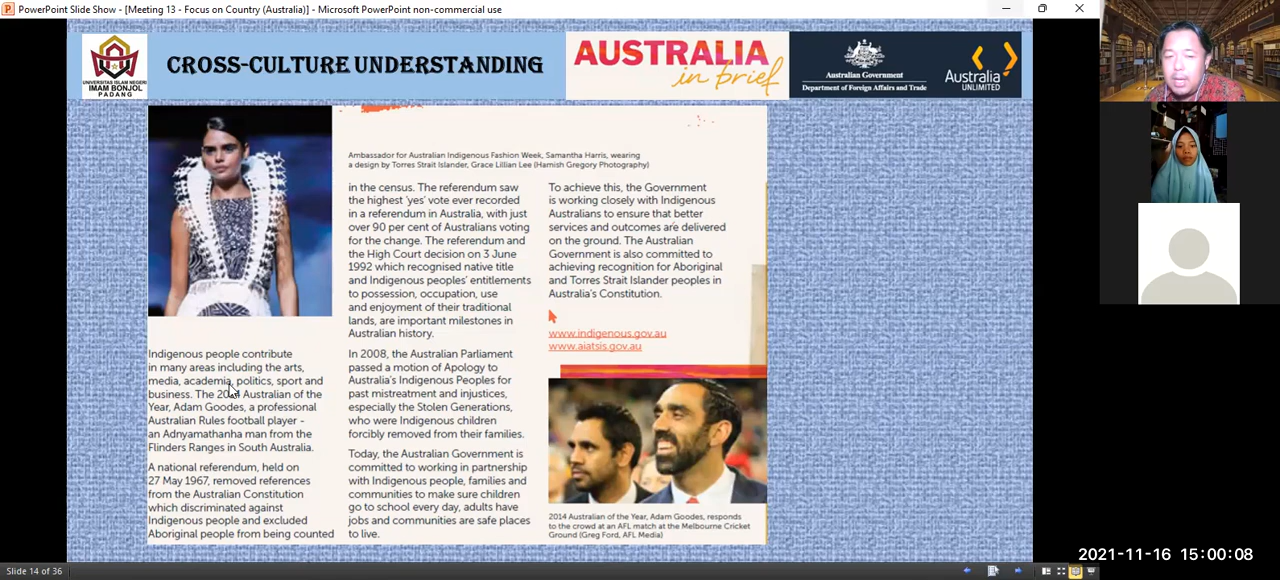 PowerPoint Slide Show - [Meeting 13 - Focus on Country (Australia)] - Microsoft PowerPoint non-commercial use
UNIVERSITAS ISLAM NEGERI
IMAM BONJOL
PADANG
CROSS-CULTURE UNDERSTANDING
AUSTRALIA
in brief
Australian Government
Department of Foreign Affairs and Trade
Australia
UNLIMITED
Ambassador for Australian Indigenous Fashion Week, Samantha Harris, wearing
a design by Torres Strait Islander, Grace Lillian Lee (Hamish Gregory Photography)
Indigenous people contribute
in many areas including the arts,
media, academia, politics, sport and
business. The 2014 Australian of the
Year, Adam Goodes, a professional
Australian Rules football player -
an Adnyamathanha man from the
Flinders Ranges in South Australia.
A national referendum, held on
27 May 1967, removed references
from the Australian Constitution
which discriminated against
Indigenous people and excluded
Aboriginal people from being counted
in the census. The referendum saw
the highest 'yes' vote ever recorded
in a referendum in Australia, with just
over 90 per cent of Australians voting
for the change. The referendum and
the High Court decision on 3 June
1992 which recognised native title
and Indigenous peoples' entitlements
to possession, occupation, use
and enjoyment of their traditional
lands, are important milestones in
Australian history.
In 2008, the Australian Parliament
passed a motion of Apology to
Australia's Indigenous Peoples for
past mistreatment and injustices,
especially the Stolen Generations,
who were Indigenous children
forcibly removed from their families.
Today, the Australian Government is
committed to working in partnership
with Indigenous people, families and
communities to make sure children
go to school every day, adults have
jobs and communities are safe places
to live.
To achieve this, the Government
is working closely with Indigenous
Australians to ensure that better
services and outcomes are delivered
on the ground. The Australian
Government is also committed to
achieving recognition for Aboriginal
and Torres Strait Islander peoples in
Australia's Constitution.
www.indigenous.gov.au
www.aiatsis.gov.au
2014 Australian of the Year, Adam Goodes, responds
to the crowd at an AFL match at the Melbourne Cricket
Ground (Greg Ford, AFL Media)
2021-11-16 15:00:08
Slide 14 of 36